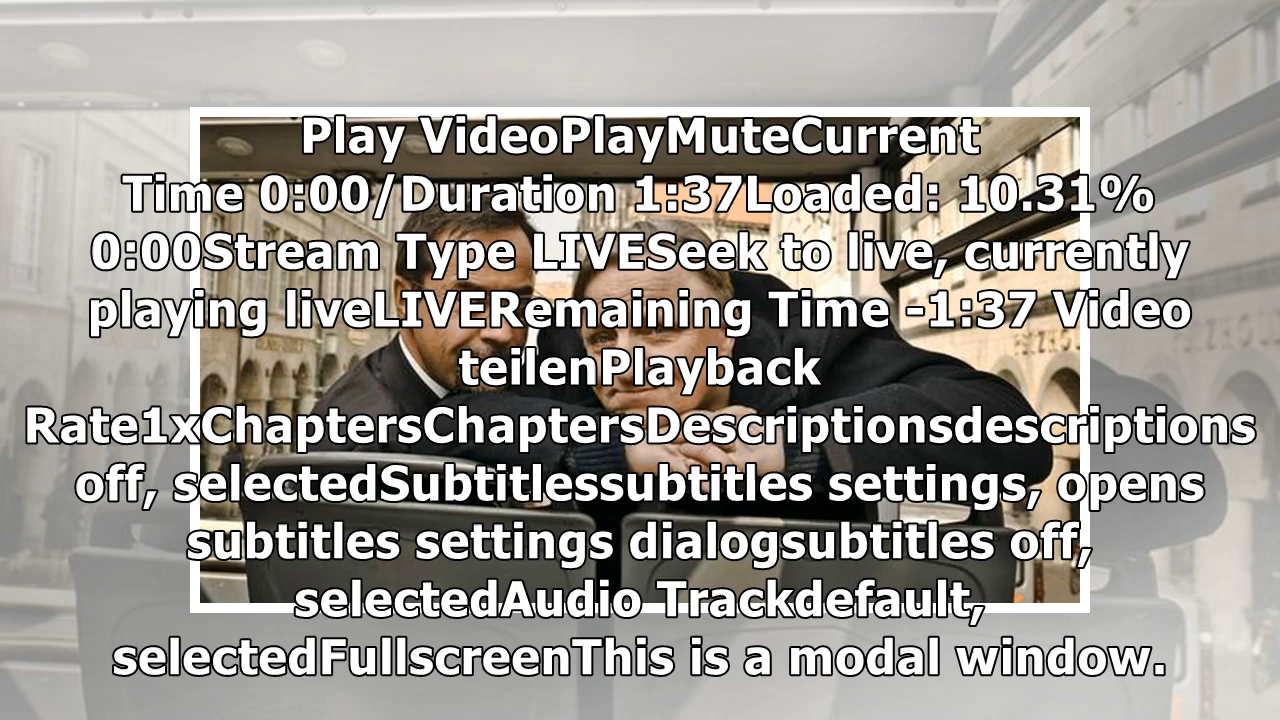 Play VideoPlayMuteCurrent
Time 0:00/Duration 1:37Loaded: 10.31%
0:00Stream Type LIVESeek to live, currently
playing liveLIVERemaining Time -1:37 Video
teilenPlayback
Rate1xChaptersChaptersDescriptionsdescriptions
off, selectedSubtitlessubtitles settings, opens
subtitles settings dialogsubtitles off,
selectedAudio Trackdefault,
selectedFullscreenThis is a modal window.